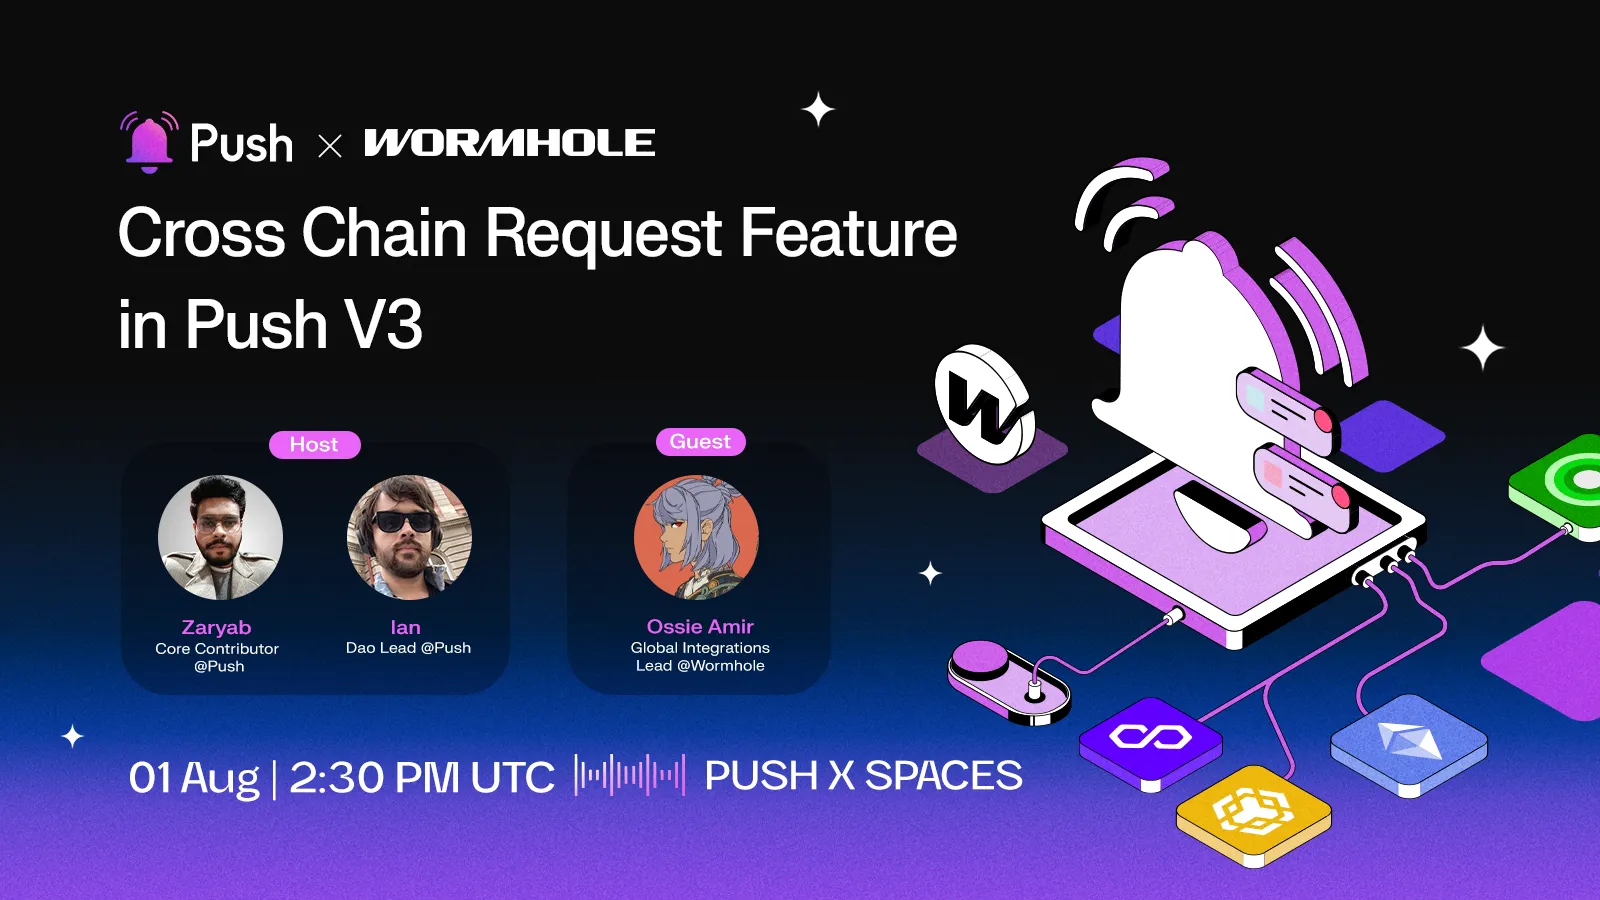 Push × WORMHOLE
Cross Chain Request Feature
in Push V3
Host
Zaryab
Core Contributor
@Push
Ian
Dao Lead @Push
Guest
Ossie Amir
Global Integrations
Lead @Wormhole
W
01 Aug | 2:30 PM UTC
PUSH X SPACES